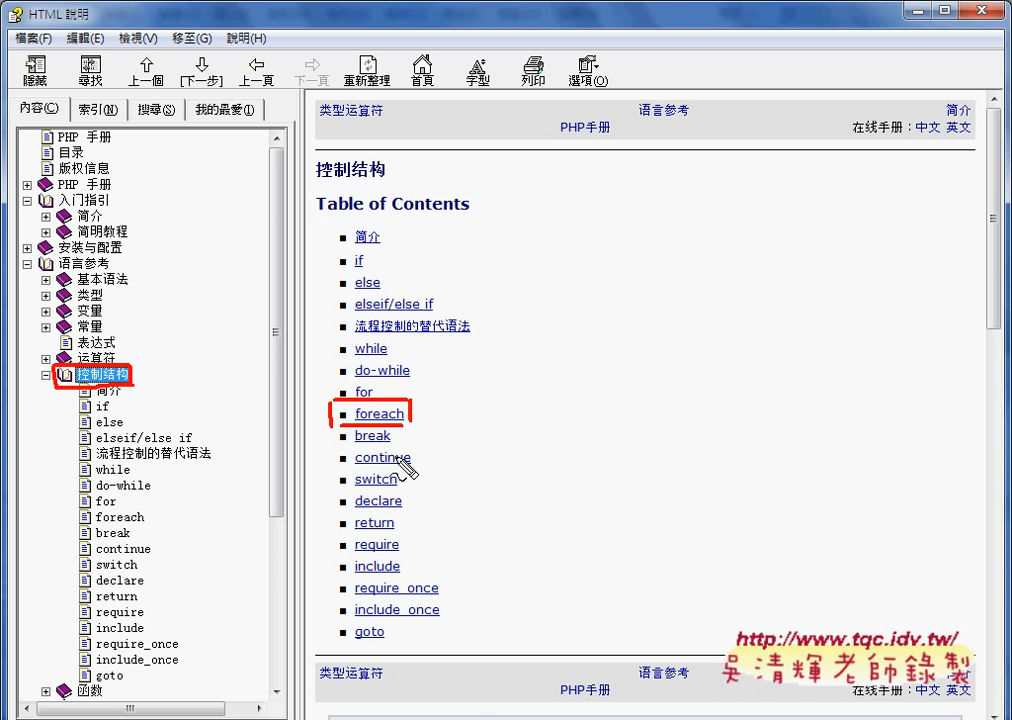 HTML 說明
檔案(F) 編輯(E) 檢視(V) 移至(G) 說明(H)
隱藏 尋找 上一個 [下一步] 上一頁 下一頁 重新整理 首頁 字型 列印 選項(O)
內容(C) 索引(N) 搜尋(S) 我的最愛(I)
PHP 手册
目录
版权信息
PHP 手册
入门指引
简介
简明教程
安装与配置
语言参考
基本语法
类型
变量
常量
表达式
运算符
控制结构
简介
if
else
elseif/else if
流程控制的替代语法
while
do-while
for
foreach
break
continue
switch
declare
return
require
include
require_once
include_once
goto
函数
类型运算符 语言参考 简介
PHP手册 在线手册：中文 英文
控制结构
Table of Contents
简介
if
else
elseif/else if
流程控制的替代语法
while
do-while
for
foreach
break
continue
switch
declare
return
require
include
require_once
include_once
goto
http://www.tqc.idv.tw/
吳清輝老師錄製
类型运算符 语言参考
PHP手册 在线手册：中文 英文